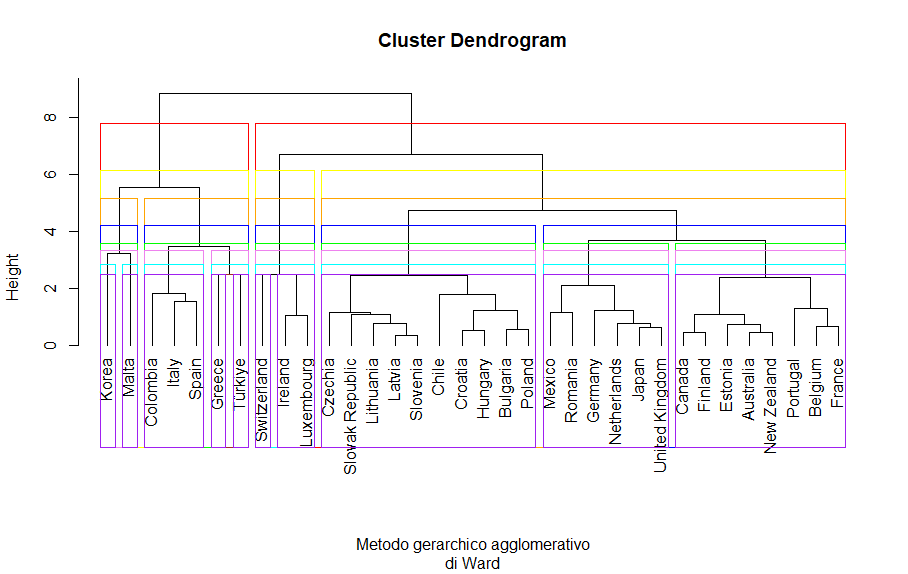 Cluster Dendrogram
Height
8
6
4
2
0
Korea
Malta
Colombia
Italy
Spain
Greece
Türkiye
Switzerland
Ireland
Luxembourg
Czechia
Slovak Republic
Lithuania
Latvia
Slovenia
Chile
Croatia
Hungary
Bulgaria
Poland
Mexico
Romania
Germany
Netherlands
Japan
United Kingdom
Canada
Finland
Estonia
Australia
New Zealand
Portugal
Belgium
France
Metodo gerarchico agglomerativo
di Ward